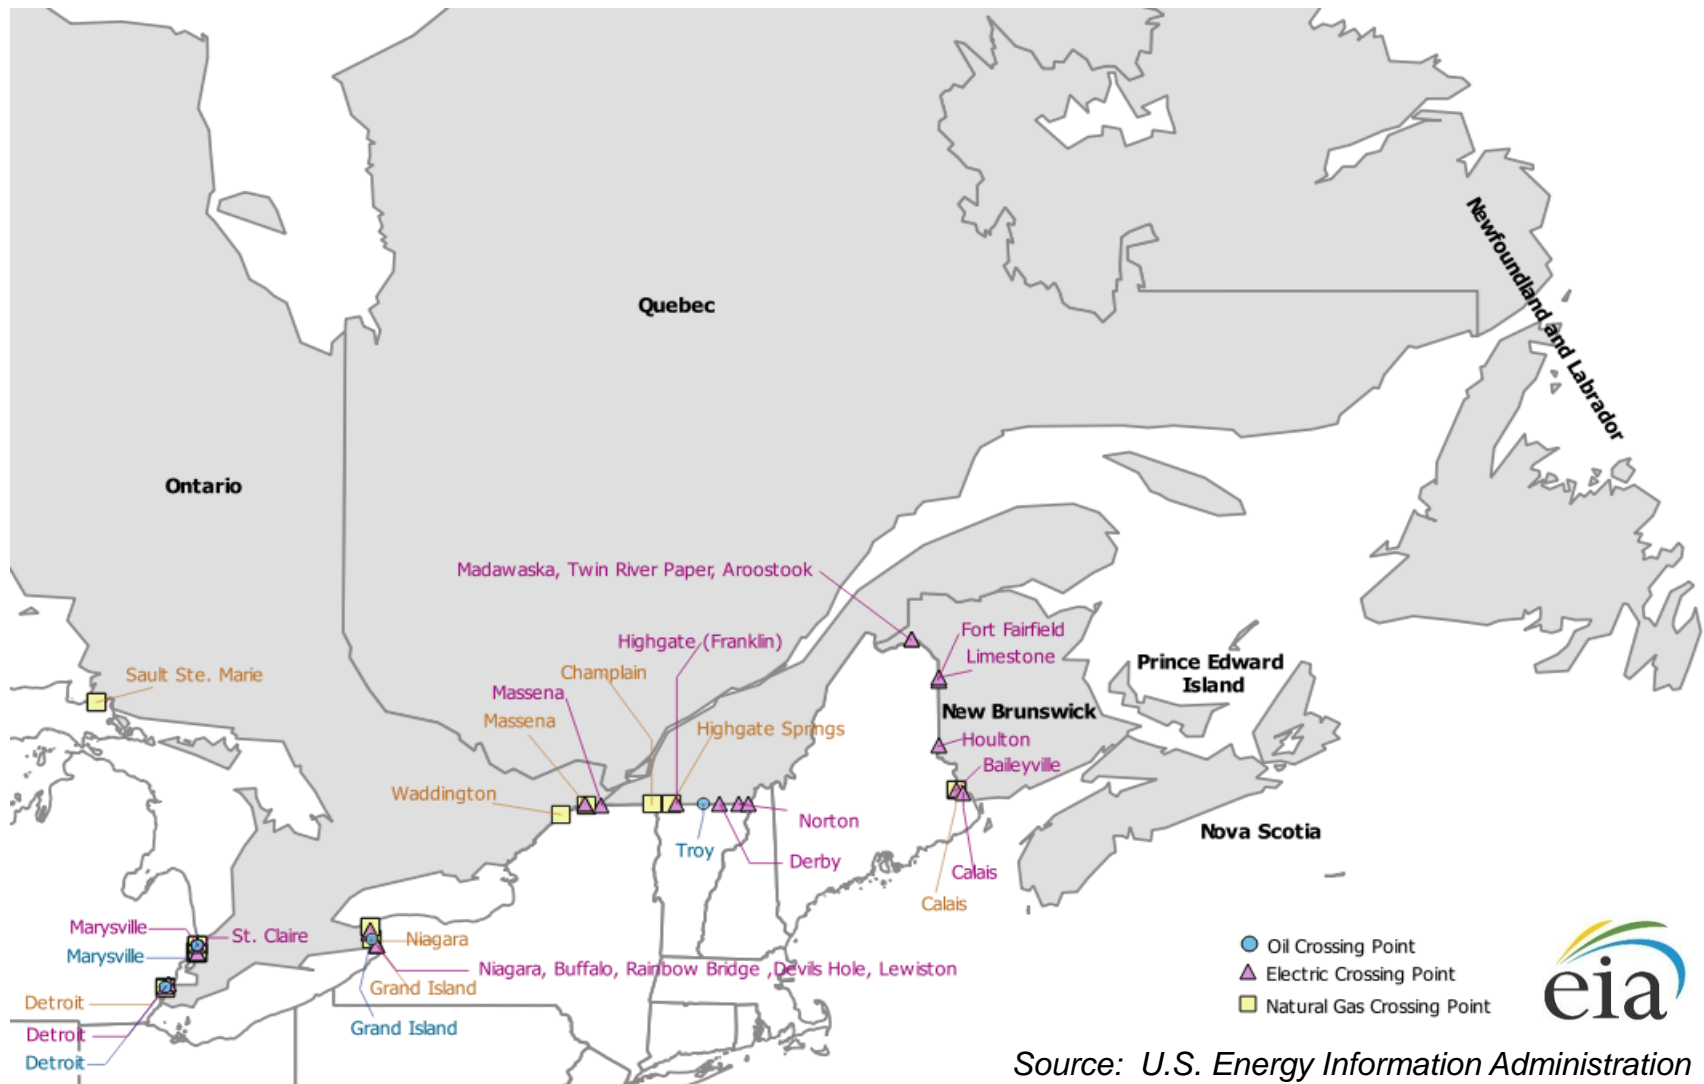 Newfoundland and Labrador
Quebec
Ontario
Madawaska, Twin River Paper, Aroostook
Fort Fairfield
Highgate (Franklin)
Limestone
Prince Edward
Island
Sault Ste. Marie
Champlain
Massena
New Brunswick
Massena
Highgate Springs
Houlton
Baileyville
Waddington
Norton
Nova Scotia
Troy
Derby
Calais
Calais
Marysville
St. Claire
Niagara
Marysville
Niagara, Buffalo, Rainbow Bridge ,Devils Hole, Lewiston
Grand Island
Detroit
Grand Island
Detroit
Detroit
Oil Crossing Point
Electric Crossing Point
Natural Gas Crossing Point
eia
Source: U.S. Energy Information Administration